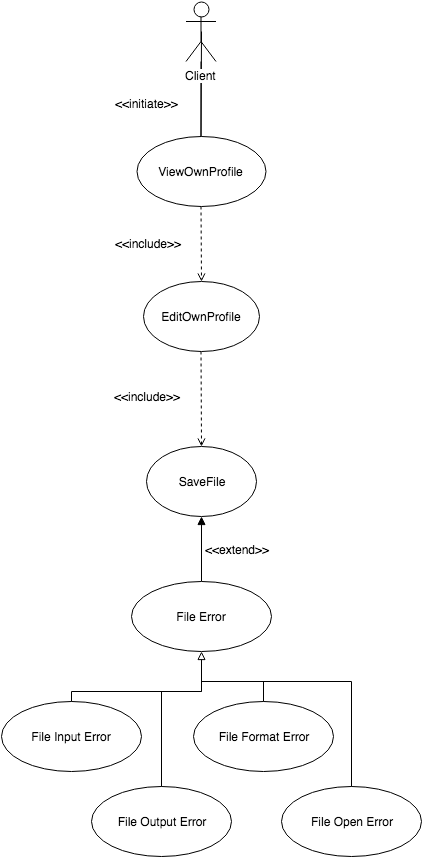 Client
<<initiate>>
ViewOwnProfile
<<include>>
EditOwnProfile
<<include>>
SaveFile
<<extend>>
File Error
File Input Error
File Format Error
File Output Error
File Open Error